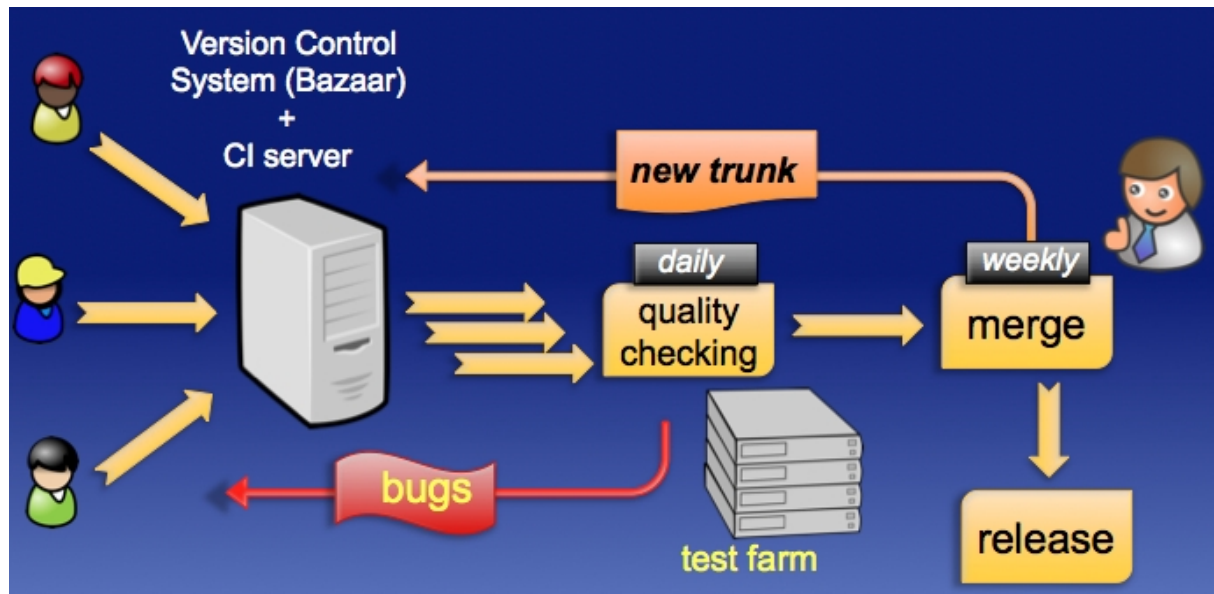 Version Control
System (Bazaar)
+
CI server
new trunk
daily
quality
checking
weekly
merge
bugs
test farm
release